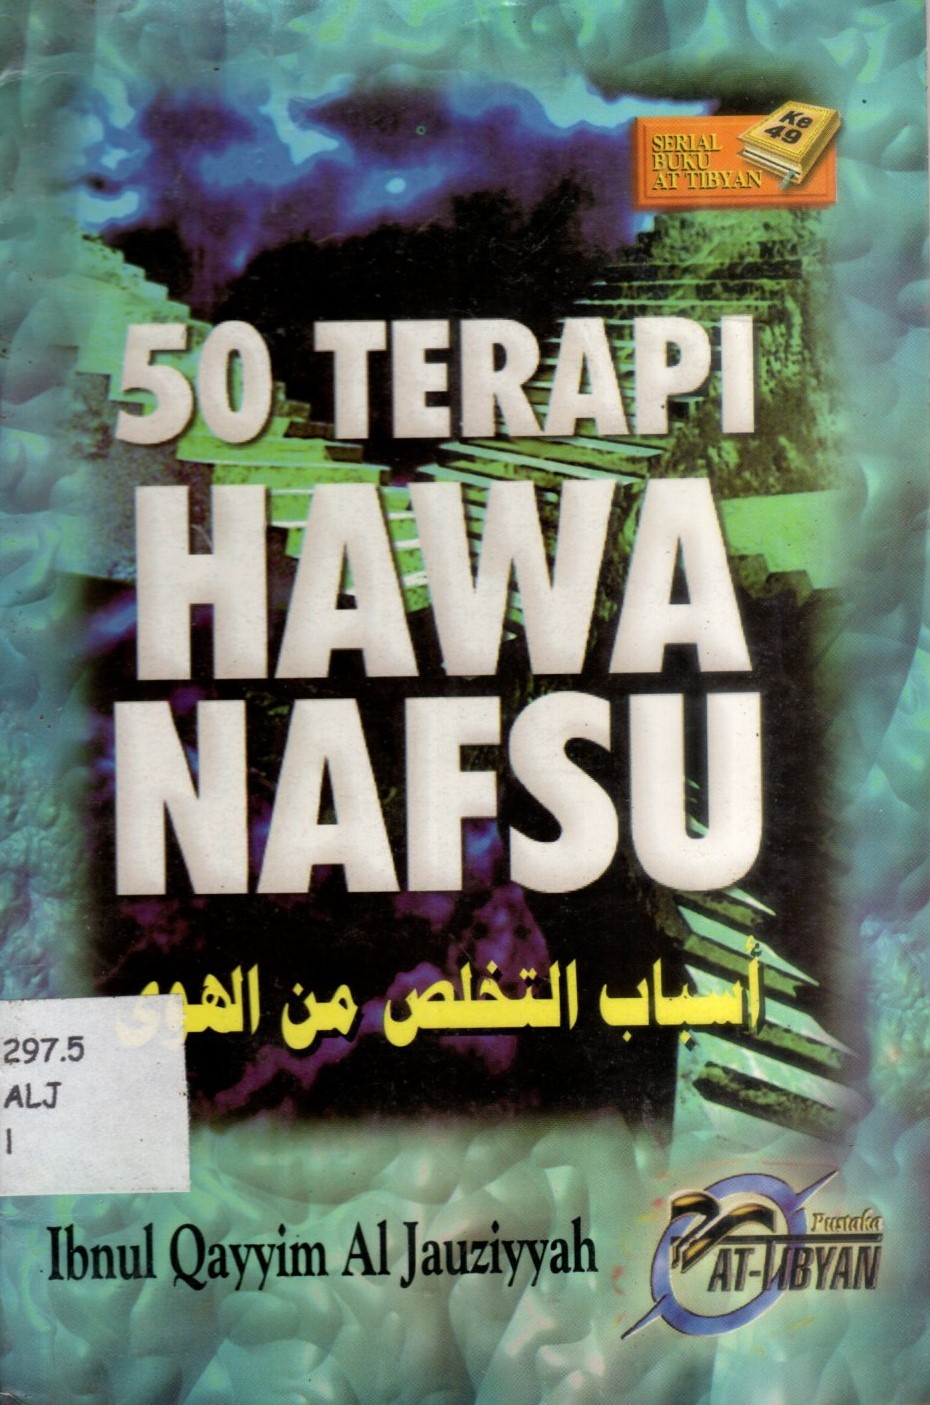 SERIAL
BUKU
AT TIBYAN
Ke
49
50 TERAPI
HAWA
NAFSU
أسباب التخلص من الهوى
297.5
ALJ
I
Ibnul Qayyim Al Jauziyyah
Pustaka
AT-TIBYAN